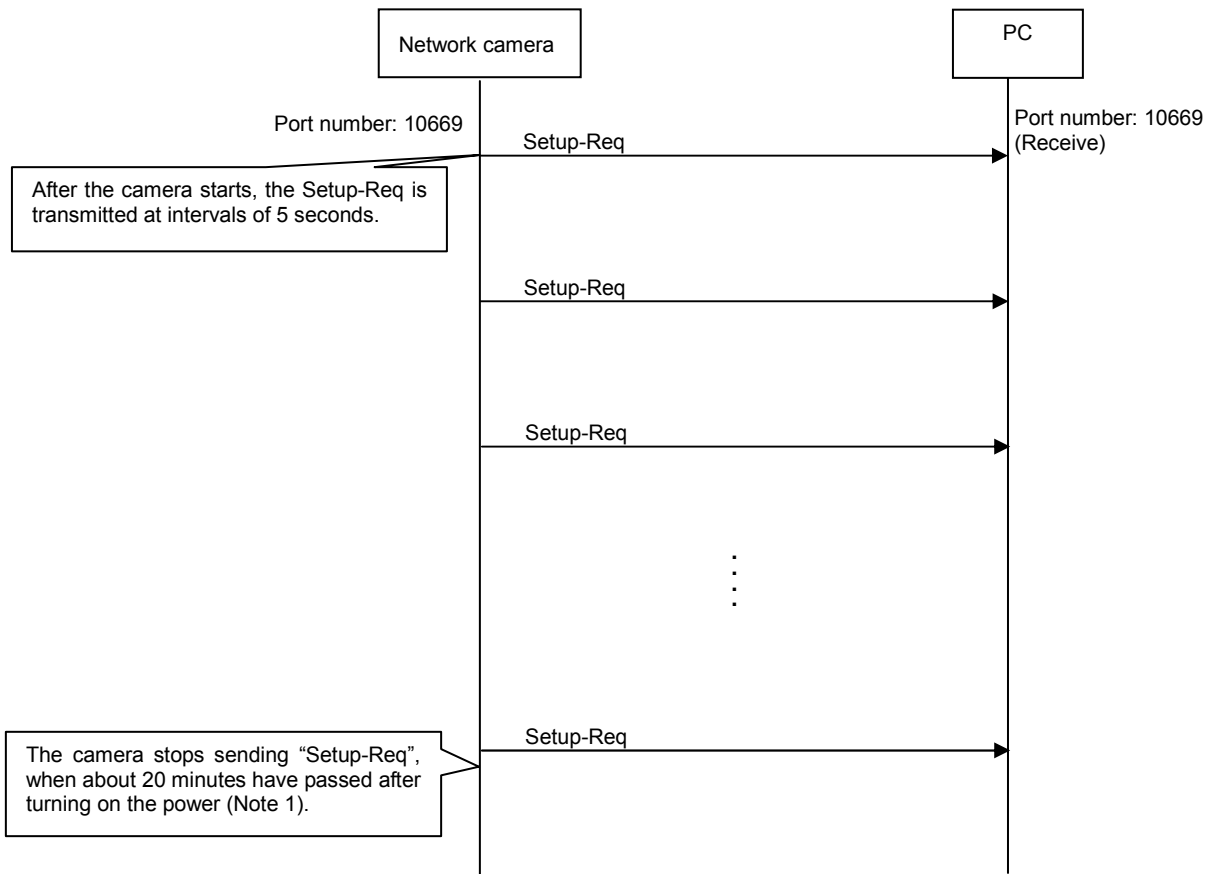 Network camera
PC
Port number: 10669
Port number: 10669
(Receive)
Setup-Req
After the camera starts, the Setup-Req is
transmitted at intervals of 5 seconds.
Setup-Req
Setup-Req
Setup-Req
The camera stops sending “Setup-Req”,
when about 20 minutes have passed after
turning on the power (Note 1).